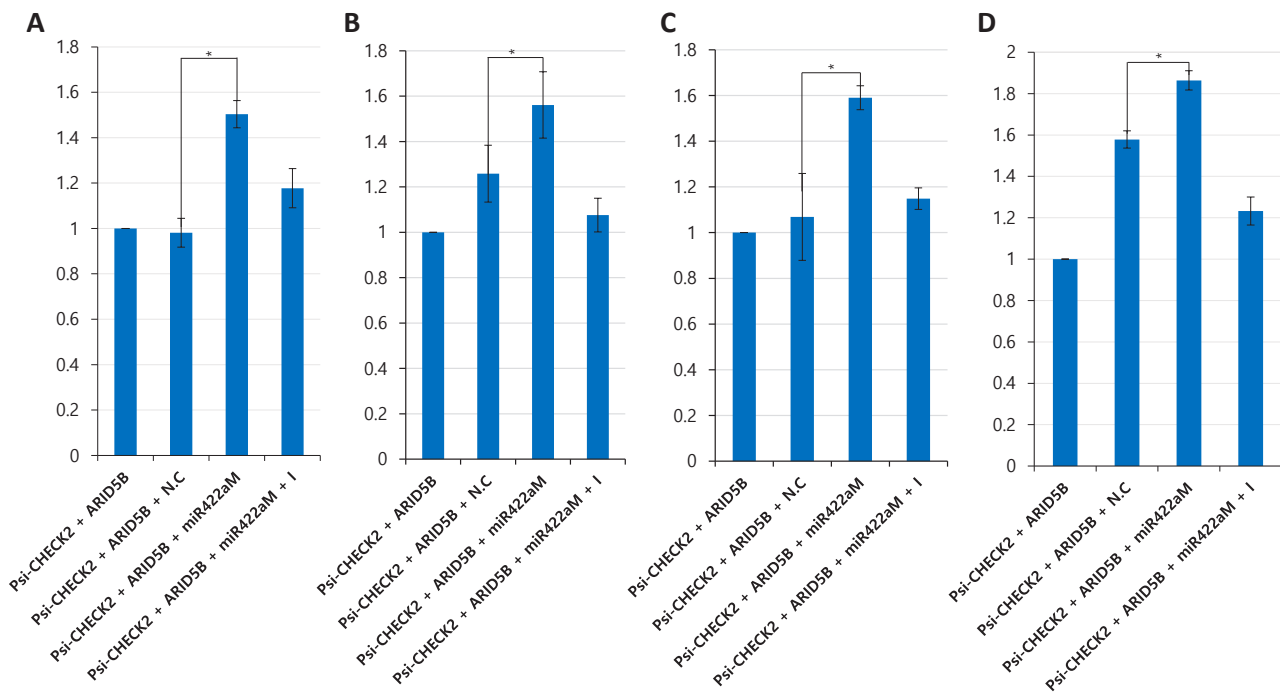 A
1.8
1.6
1.4
1.2
1
0.8
0.6
0.4
0.2
0
*
Psi-CHECK2 + ARID5B
Psi-CHECK2 + ARID5B + N.C
Psi-CHECK2 + ARID5B + miR422aM
Psi-CHECK2 + ARID5B + miR422aM + I
B
1.8
1.6
1.4
1.2
1
0.8
0.6
0.4
0.2
0
*
Psi-CHECK2 + ARID5B
Psi-CHECK2 + ARID5B + N.C
Psi-CHECK2 + ARID5B + miR422aM
Psi-CHECK2 + ARID5B + miR422aM + I
C
1.8
1.6
1.4
1.2
1
0.8
0.6
0.4
0.2
0
*
Psi-CHECK2 + ARID5B
Psi-CHECK2 + ARID5B + N.C
Psi-CHECK2 + ARID5B + miR422aM
Psi-CHECK2 + ARID5B + miR422aM + I
D
2
1.8
1.6
1.4
1.2
1
0.8
0.6
0.4
0.2
0
*
Psi-CHECK2 + ARID5B
Psi-CHECK2 + ARID5B + N.C
Psi-CHECK2 + ARID5B + miR422aM
Psi-CHECK2 + ARID5B + miR422aM + I